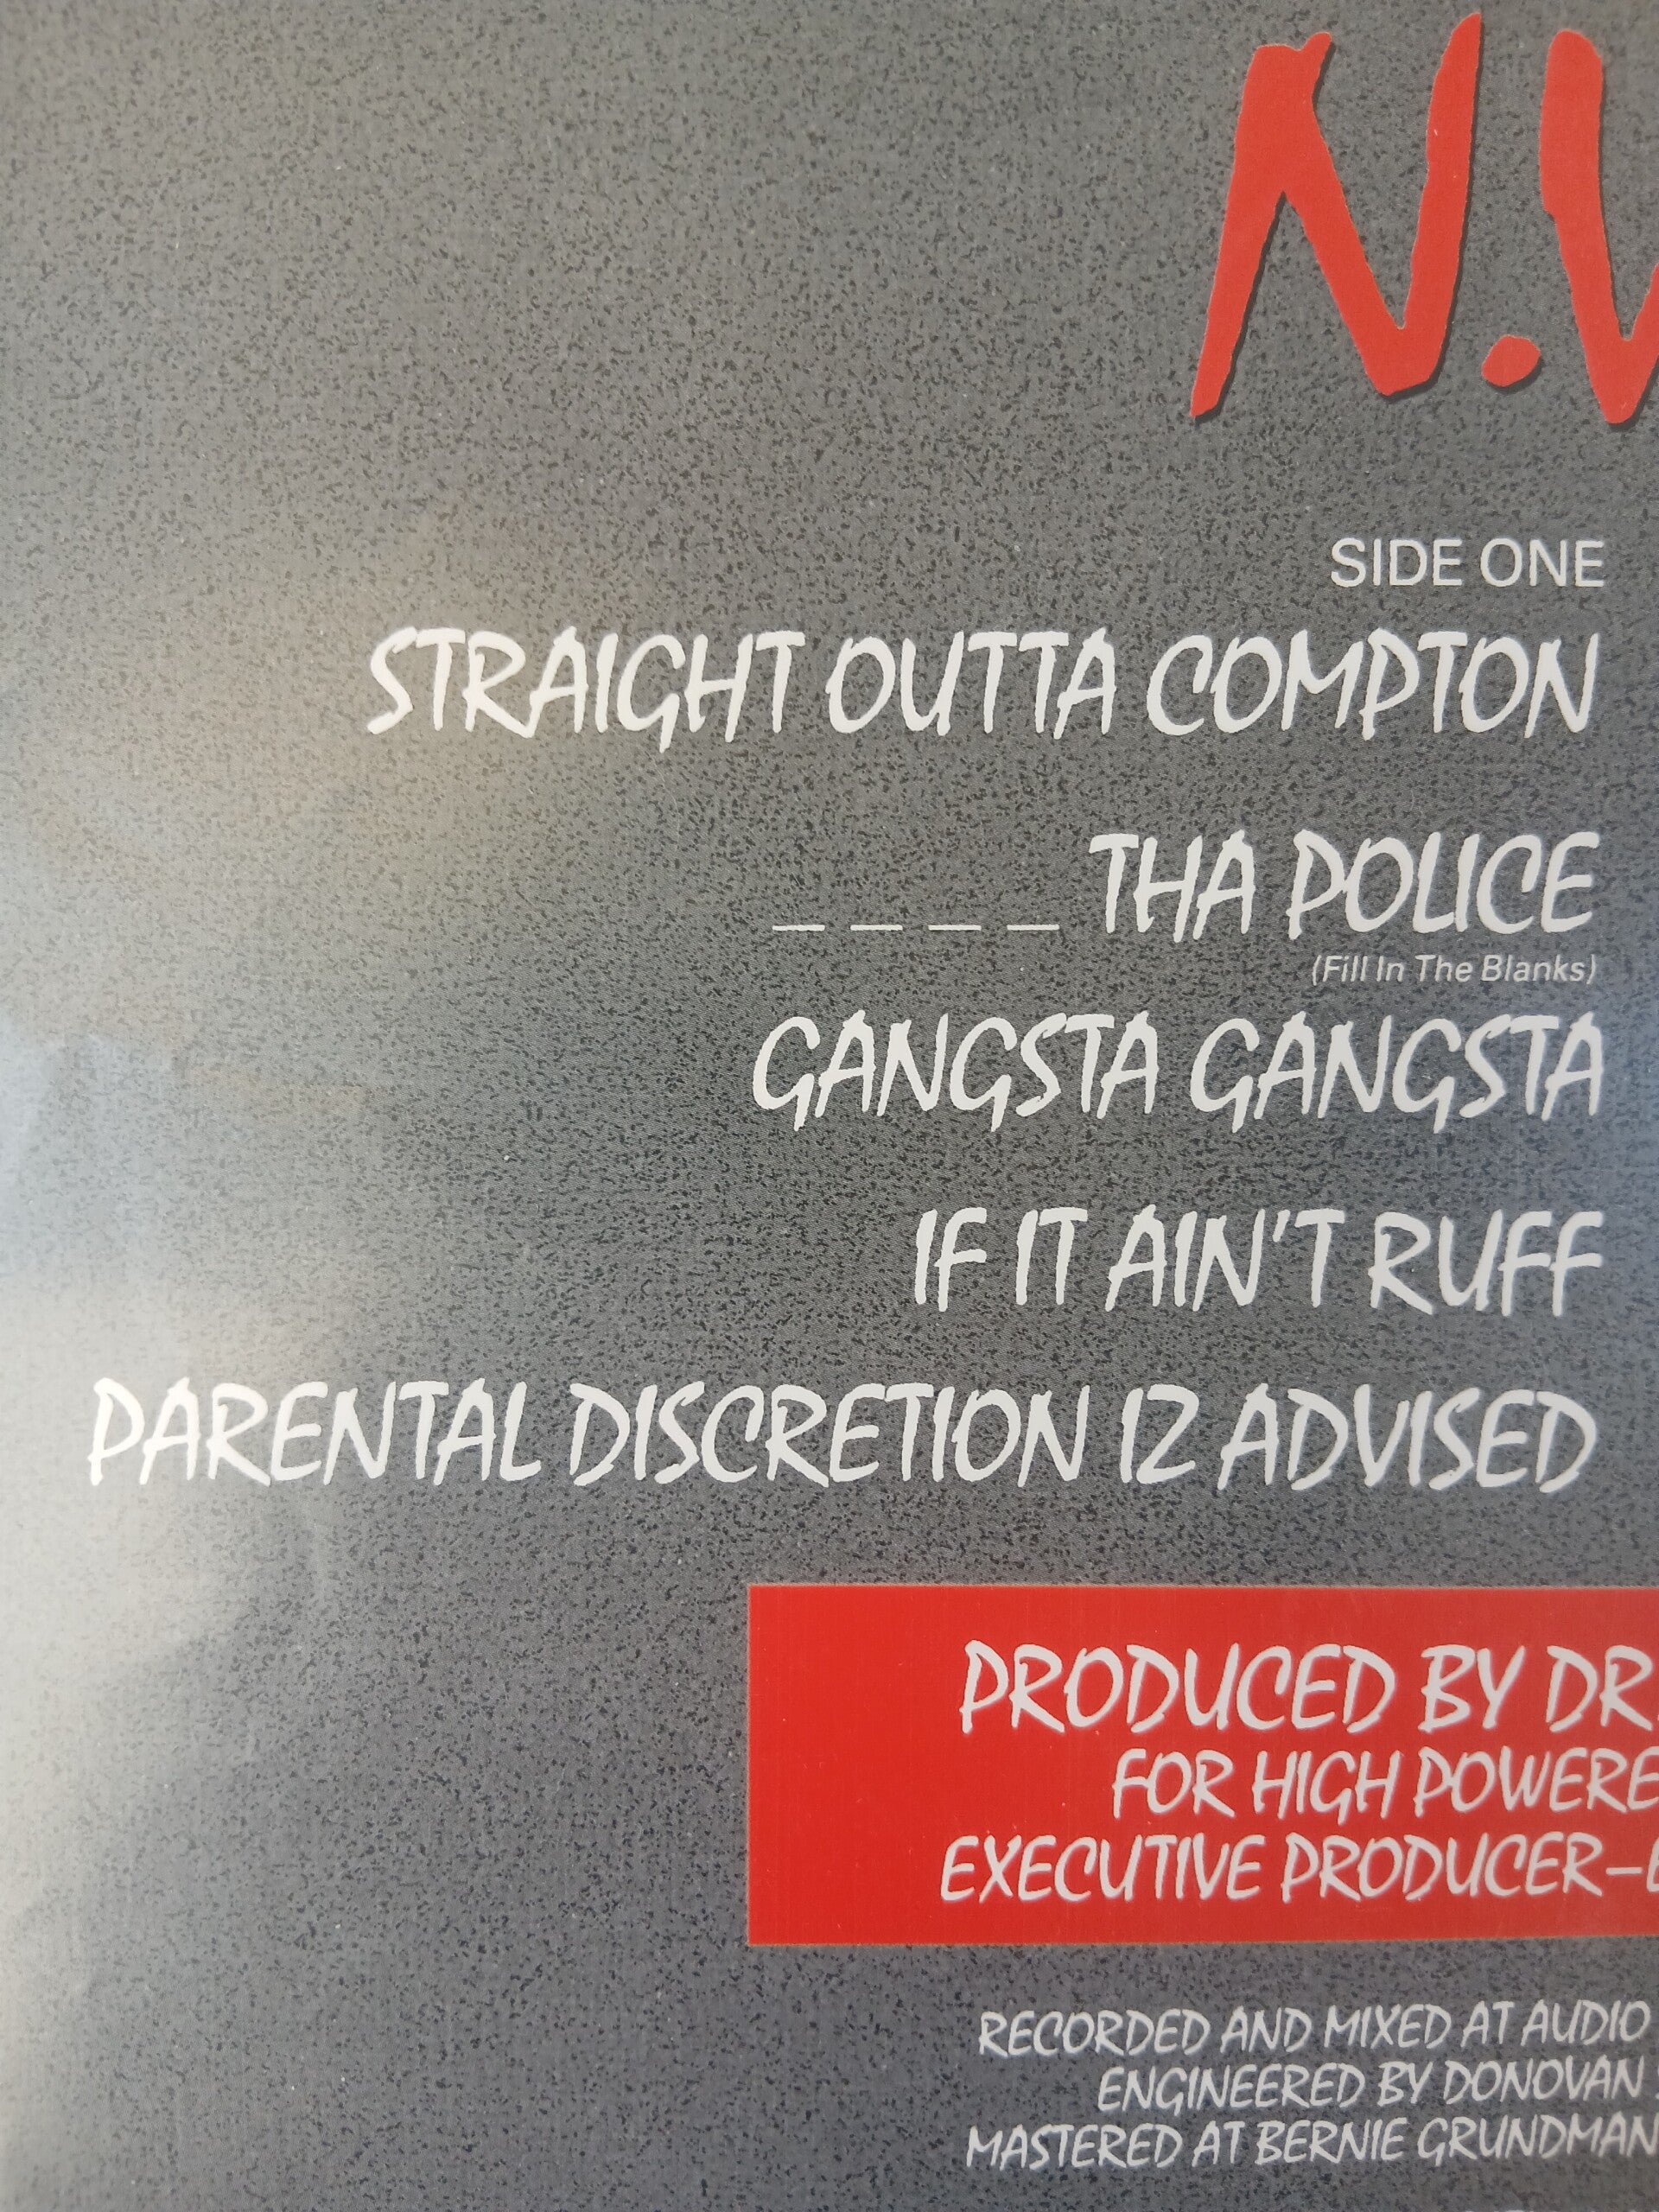 N.W
SIDE ONE
STRAIGHT OUTTA COMPTON
_ _ _ _ THA POLICE
(Fill In The Blanks)
GANGSTA GANGSTA
IF IT AIN'T RUFF
PARENTAL DISCRETION IZ ADVISED
PRODUCED BY DR.
FOR HIGH POWERE
EXECUTIVE PRODUCER–E
RECORDED AND MIXED AT AUDIO
ENGINEERED BY DONOVAN
MASTERED AT BERNIE GRUNDMAN